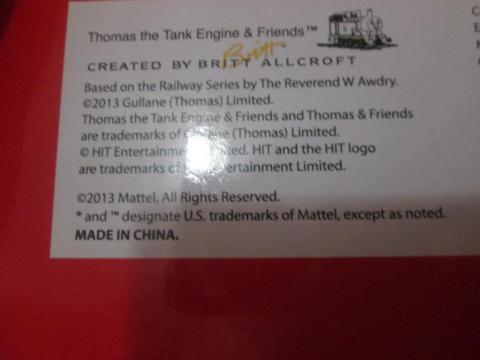 Thomas the Tank Engine & Friends™
CREATED BY BRITT ALLCROFT
Britt
Based on the Railway Series by The Reverend W Awdry.
©2013 Gullane (Thomas) Limited.
Thomas the Tank Engine & Friends and Thomas & Friends
are trademarks of (Thomas) Limited.
© HIT HIT and the HIT logo
are trademarks of Limited.
©2013 Mattel. All Rights Reserved.
® and ™ designate U.S. trademarks of Mattel, except as noted.
MADE IN CHINA.